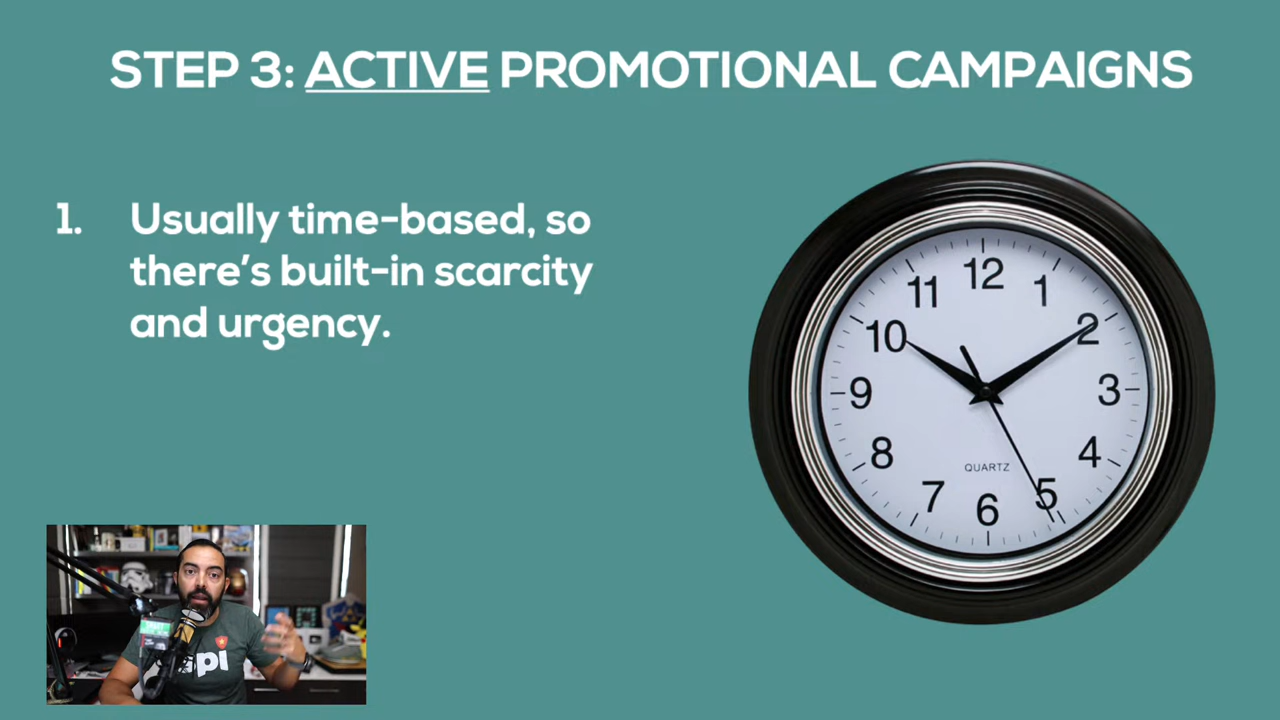 STEP 3: ACTIVE PROMOTIONAL CAMPAIGNS
1. Usually time-based, so
there’s built-in scarcity
and urgency.
12
11
1
10
2
9
3
8
4
QUARTZ
7
5
6
pi